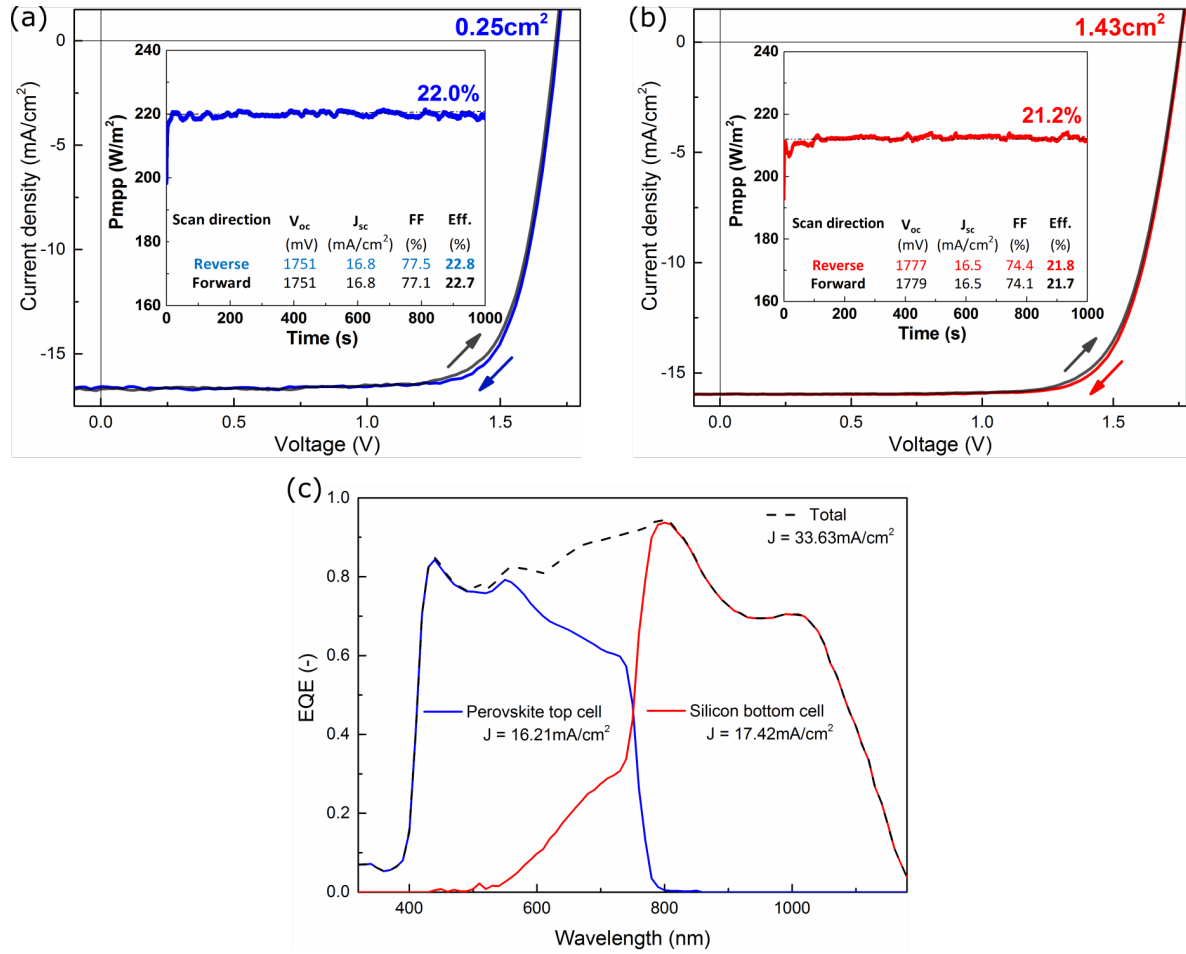 (a)
0.25cm²
0
-5
-10
-15
Current density (mA/cm²)
0.0
0.5
1.0
1.5
Voltage (V)
240
220
200
180
160
Pmpp (W/m²)
22.0%
Scan direction Voc Jsc FF Eff.
(mV) (mA/cm²) (%) (%)
Reverse 1751 16.8 77.5 22.8
Forward 1751 16.8 77.1 22.7
0 200 400 600 800 1000
Time (s)
(b)
1.43cm²
0
-5
-10
-15
Current density (mA/cm²)
0.0
0.5
1.0
1.5
Voltage (V)
240
220
200
180
160
Pmpp (W/m²)
21.2%
Scan direction Voc Jsc FF Eff.
(mV) (mA/cm²) (%) (%)
Reverse 1777 16.5 74.4 21.8
Forward 1779 16.5 74.1 21.7
0 200 400 600 800 1000
Time (s)
(c)
1.0
0.8
0.6
0.4
0.2
0.0
EQE (-)
Total
J = 33.63mA/cm²
Perovskite top cell
J = 16.21mA/cm²
Silicon bottom cell
J = 17.42mA/cm²
400 600 800 1000
Wavelength (nm)